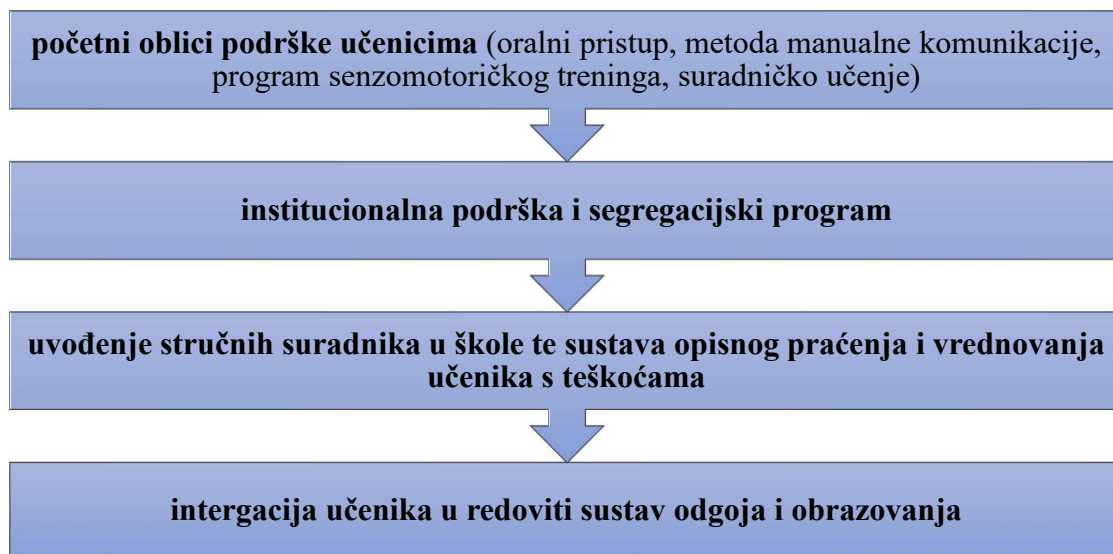 početni oblici podrške učenicima (oralni pristup, metoda manualne komunikacije,
program senzomotoričkog treninga, suradničko učenje)
institucionalna podrška i segregacijski program
uvođenje stručnih suradnika u škole te sustava opisnog praćenja i vrednovanja
učenika s teškoćama
intergacija učenika u redoviti sustav odgoja i obrazovanja